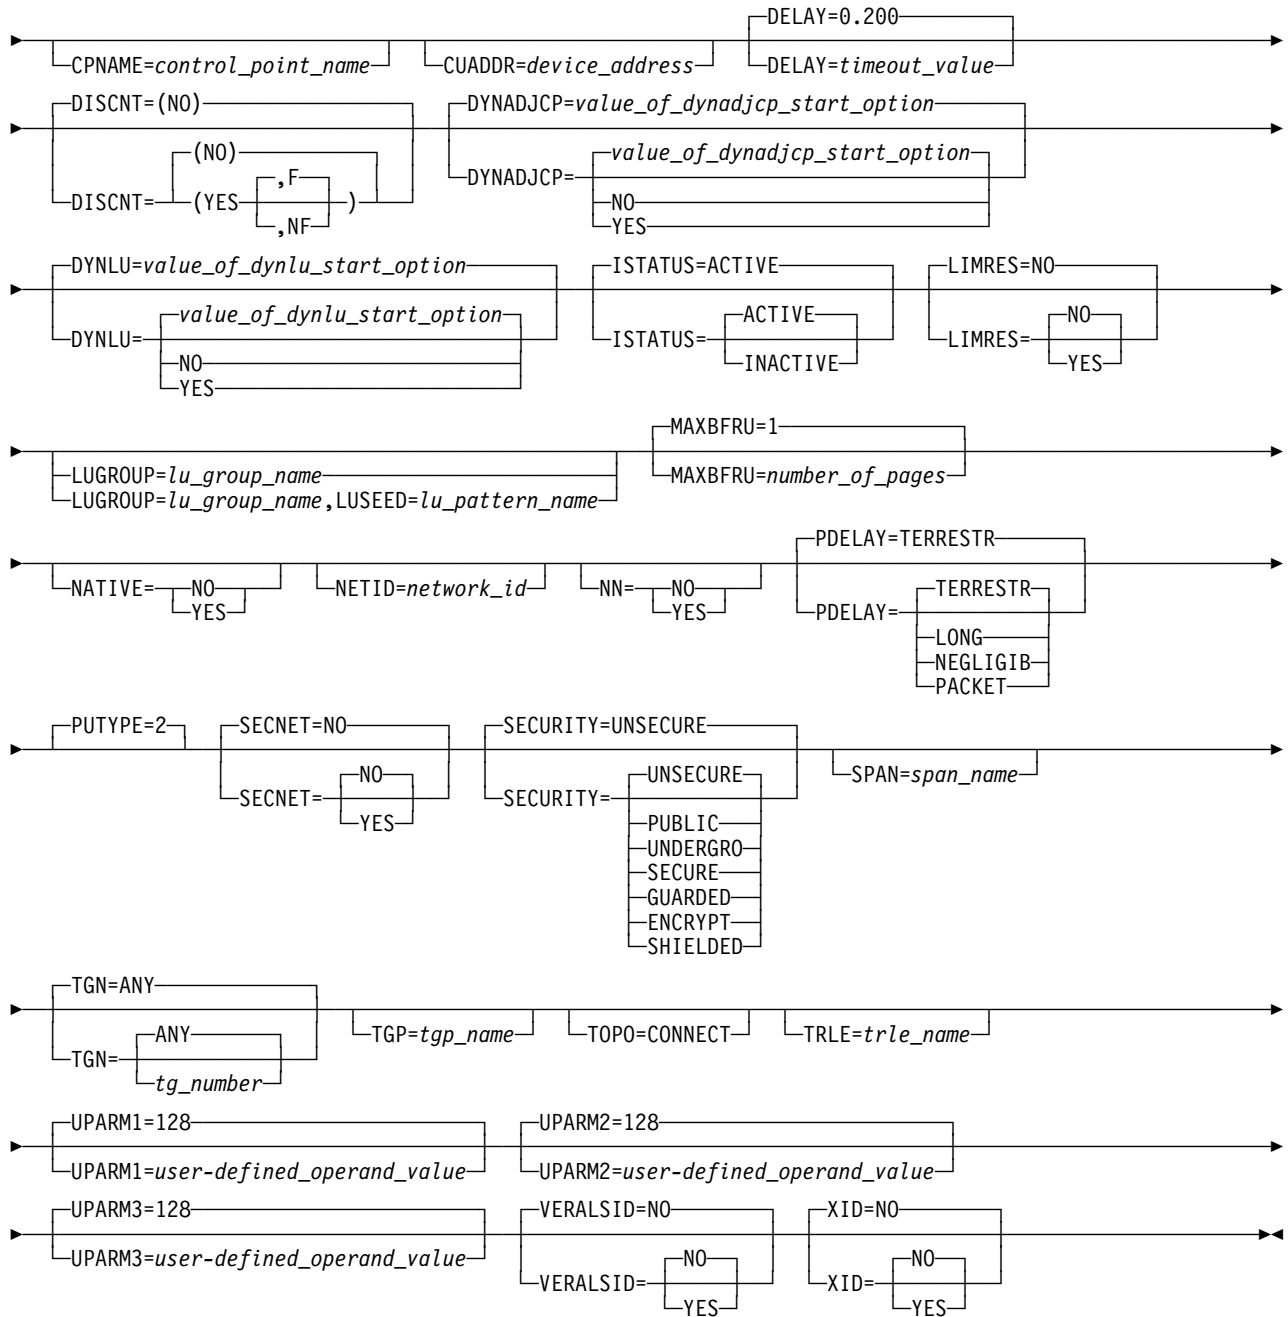 DELAY=0.200
CPNAME=control_point_name CUADDR=device_address DELAY=timeout_value
DISCNT=(NO) DYNADJCP=value_of_dynadjcp_start_option
(NO) value_of_dynadjcp_start_option
,F DYNADJCP=
DISCNT= (YES ) NO
,NF YES
DYNLU=value_of_dynlu_start_option ISTATUS=ACTIVE LIMRES=NO
value_of_dynlu_start_option ACTIVE NO
DYNLU= ISTATUS= LIMRES=
NO INACTIVE YES
YES
MAXBFRU=1
LUGROUP=lu_group_name MAXBFRU=number_of_pages
LUGROUP=lu_group_name,LUSEED=lu_pattern_name
PDELAY=TERRESTR
NATIVE= NO NETID=network_id NN= NO TERRESTR
YES YES PDELAY=
LONG
NEGLIGIB
PACKET
PUTYPE=2 SECNET=NO SECURITY=UNSECURE
NO UNSECURE SPAN=span_name
SECNET= SECURITY=
YES PUBLIC
UNDERGRO
SECURE
GUARDED
ENCRYPT
SHIELDED
TGN=ANY
ANY TGP=tgp_name TOPO=CONNECT TRLE=trle_name
TGN=
tg_number
UPARM1=128 UPARM2=128
UPARM1=user-defined_operand_value UPARM2=user-defined_operand_value
UPARM3=128 VERALSID=NO XID=NO
UPARM3=user-defined_operand_value NO NO
VERALSID= XID=
YES YES